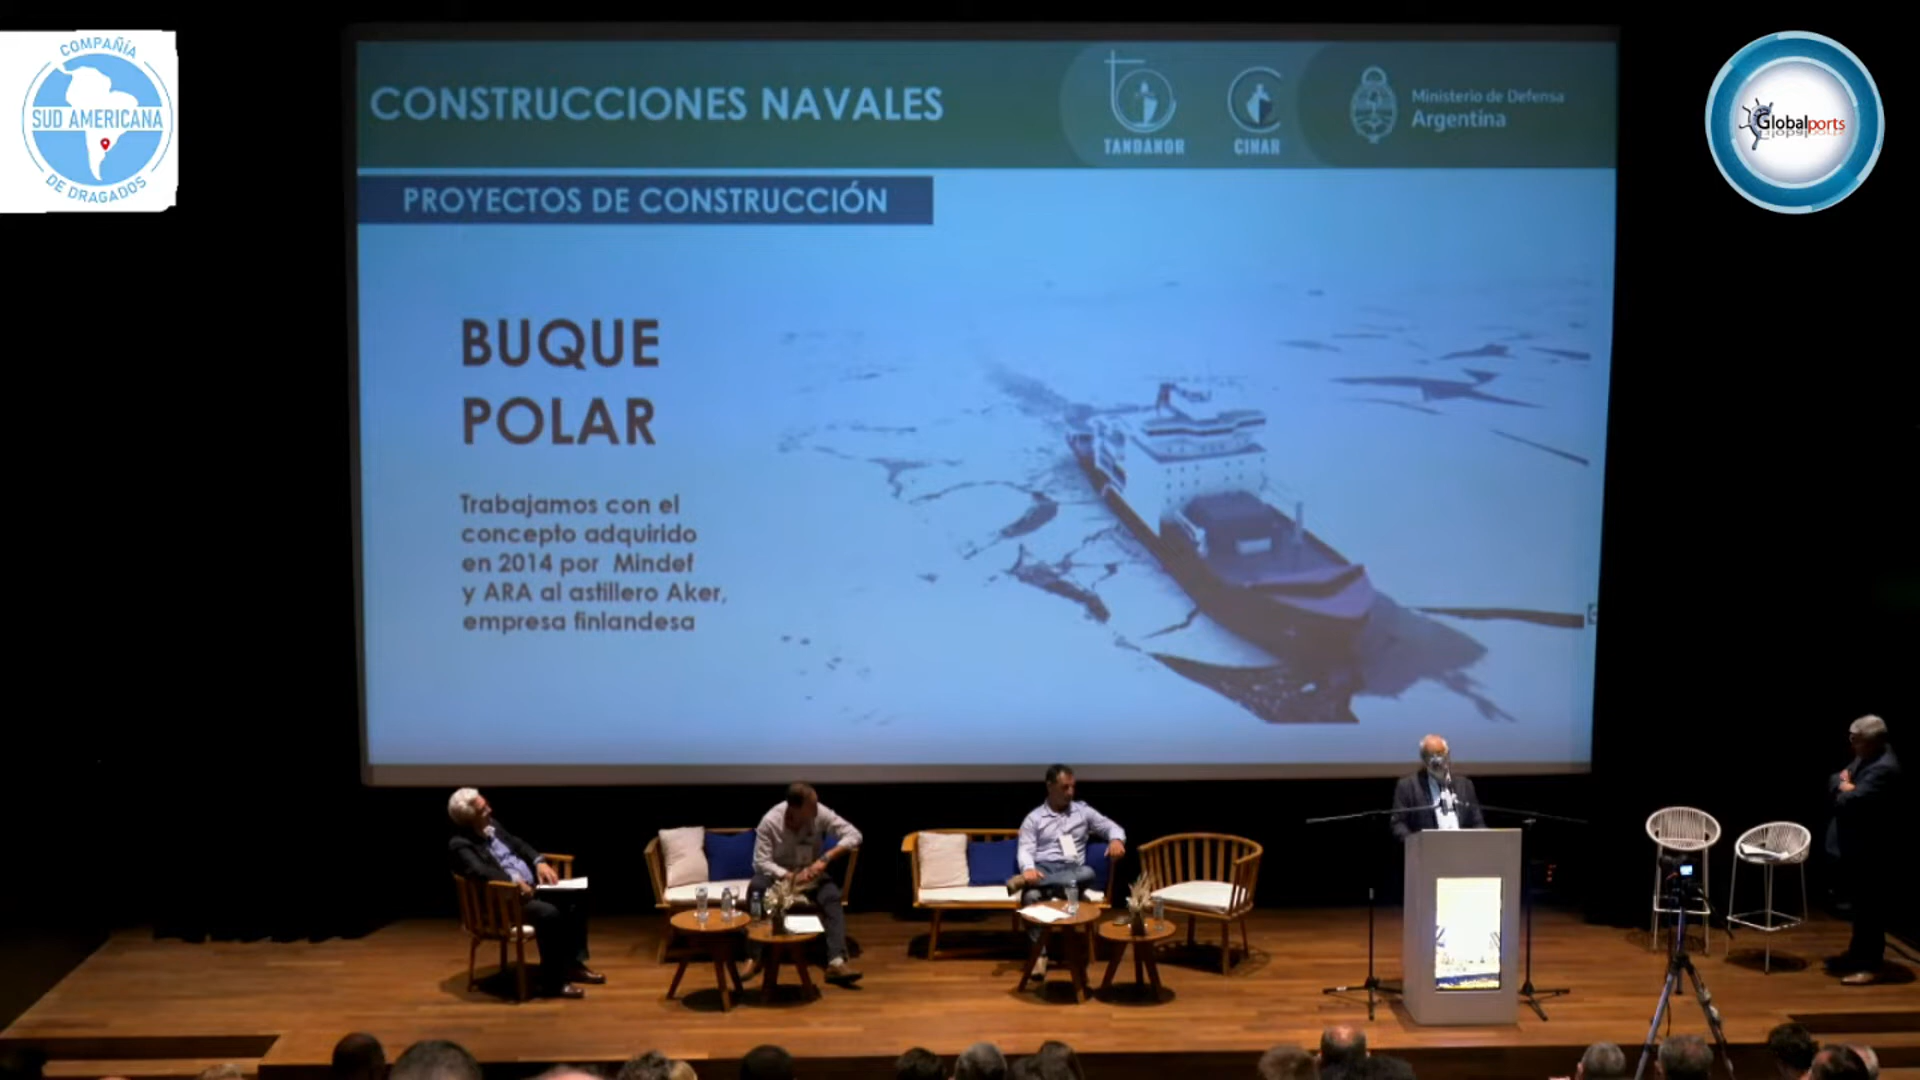 COMPAÑÍA
SUD AMERICANA
DE DRAGADOS
CONSTRUCCIONES NAVALES
TANDANOR
CINAR
Ministerio de Defensa
Argentina
Globalports
PROYECTOS DE CONSTRUCCIÓN
BUQUE
POLAR
Trabajamos con el
concepto adquirido
en 2014 por Mindef
y ARA al astillero Aker,
empresa finlandesa